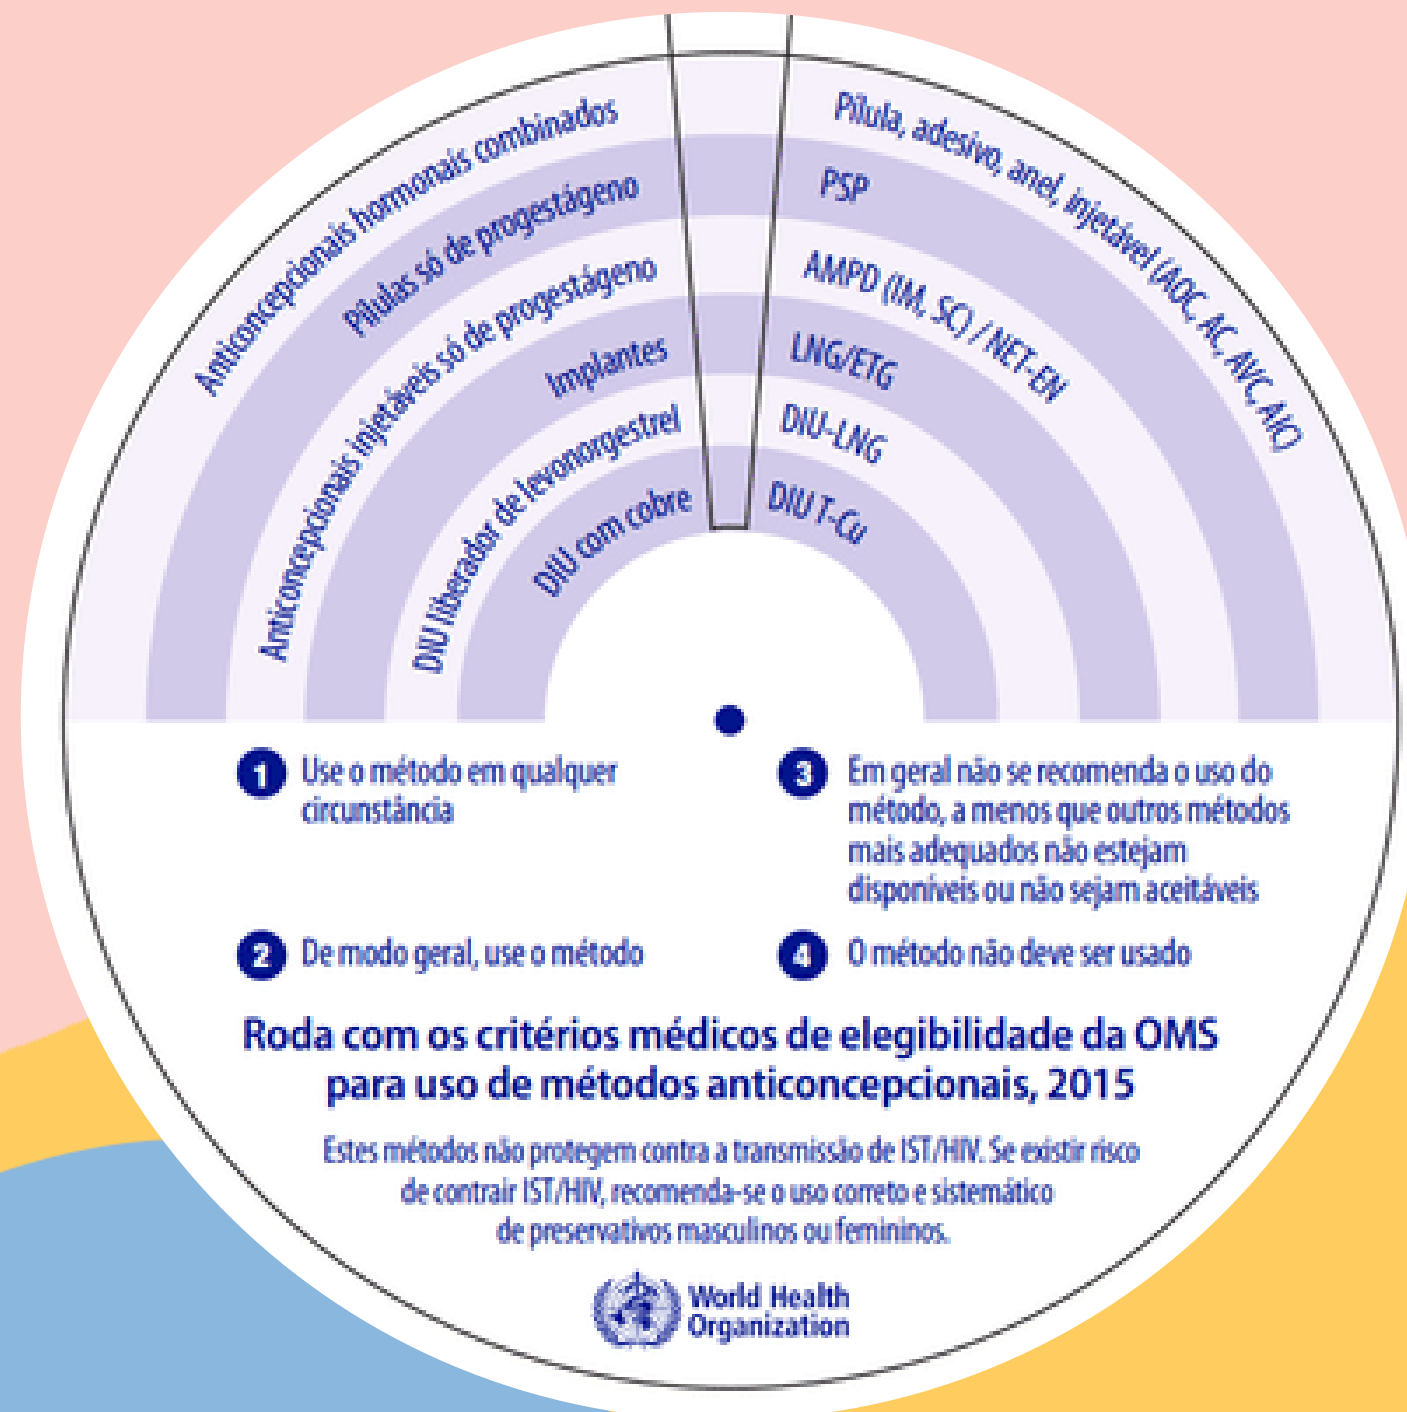 Anticoncepcionais hormonais combinados
Pílulas só de progestágeno
Anticoncepcionais injetáveis só de progestágeno
Implantes
DIU liberador de levonorgestrel
DIU com cobre
Pílula, adesivo, anel, injetável (AOC, AC, AVC, AIC)
PSP
AMPD (IM, SC) / NET-EN
LNG/ETG
DIU-LNG
DIU T-Cu
1 Use o método em qualquer
circunstância
2 De modo geral, use o método
3 Em geral não se recomenda o uso do
método, a menos que outros métodos
mais adequados não estejam
disponíveis ou não sejam aceitáveis
4 O método não deve ser usado
Roda com os critérios médicos de elegibilidade da OMS
para uso de métodos anticoncepcionais, 2015
Estes métodos não protegem contra a transmissão de IST/HIV. Se existir risco
de contrair IST/HIV, recomenda-se o uso correto e sistemático
de preservativos masculinos ou femininos.
World Health
Organization